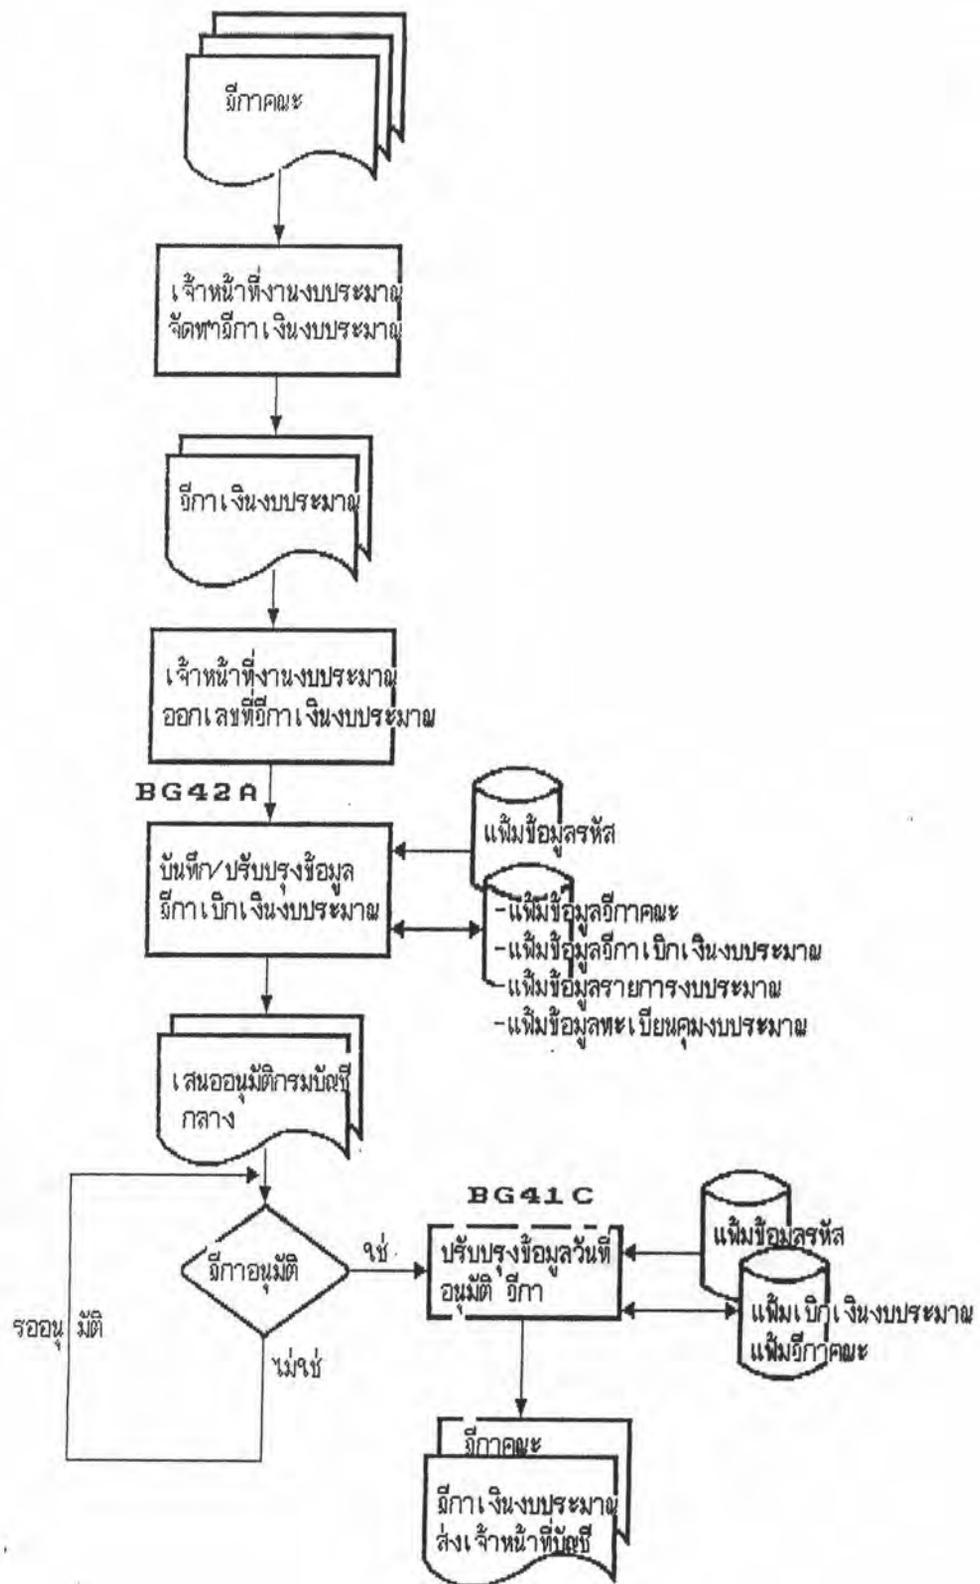 ฎีกาคณะ
เจ้าหน้าที่งานงบประมาณ
จัดทำฎีกาเงินงบประมาณ
ฎีกาเงินงบประมาณ
เจ้าหน้าที่งานงบประมาณ
ออกเลขที่ฎีกาเงินงบประมาณ
BG42A
บันทึก/ปรับปรุงข้อมูล
ฎีกาเบิกเงินงบประมาณ
แฟ้มข้อมูลรหัส
-แฟ้มข้อมูลฎีกาคณะ
-แฟ้มข้อมูลฎีกาเบิกเงินงบประมาณ
-แฟ้มข้อมูลรายการงบประมาณ
-แฟ้มข้อมูลทะเบียนคุมงบประมาณ
เสนออนุมัติกรมบัญชี
กลาง
ฎีกาอนุมัติ
ใช่
ไม่ใช่
รออนุมัติ
BG41C
ปรับปรุงข้อมูลวันที่
อนุมัติ ฎีกา
แฟ้มข้อมูลรหัส
แฟ้มเบิกเงินงบประมาณ
แฟ้มฎีกาคณะ
ฎีกาคณะ
ฎีกาเงินงบประมาณ
ส่งเจ้าหน้าที่บัญชี